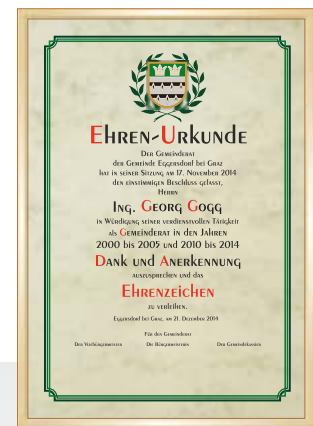 Ehren-Urkunde
Der Gemeinderat
der Gemeinde Eggersdorf bei Graz
hat in seiner Sitzung am 17. November 2014
den einstimmigen Beschluss gefasst,
Herrn
Ing. Georg Gogg
in Würdigung seiner verdienstvollen Tätigkeit
als Gemeinderat in den Jahren
2000 bis 2005 und 2010 bis 2014
Dank und Anerkennung
auszusprechen und das
Ehrenzeichen
zu verleihen.
Eggersdorf bei Graz, am 21. Dezember 2014
Für den Gemeinderat
Der Vizebürgermeister Die Bürgermeisterin Der Gemeindekassier